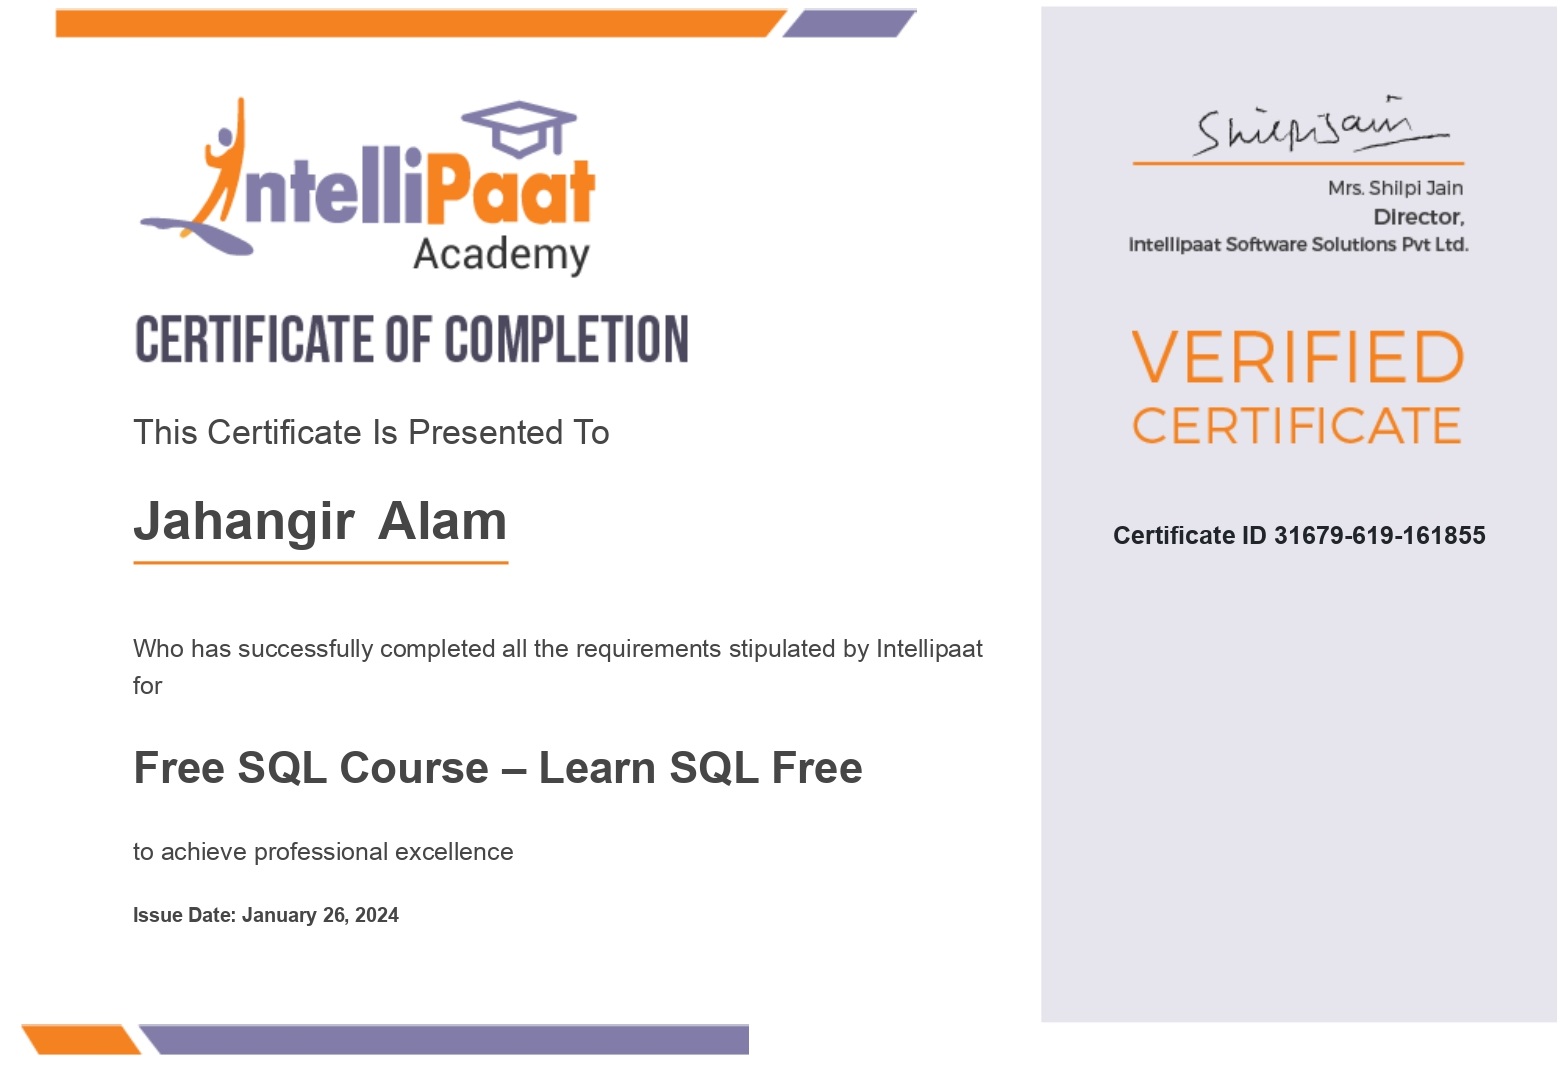 IntelliPaat
Academy
CERTIFICATE OF COMPLETION
This Certificate Is Presented To
Jahangir Alam
Who has successfully completed all the requirements stipulated by Intellipaat
for
Free SQL Course – Learn SQL Free
to achieve professional excellence
Issue Date: January 26, 2024
Shilpi Jain
Mrs. Shilpi Jain
Director,
Intellipaat Software Solutions Pvt Ltd.
VERIFIED
CERTIFICATE
Certificate ID 31679-619-161855